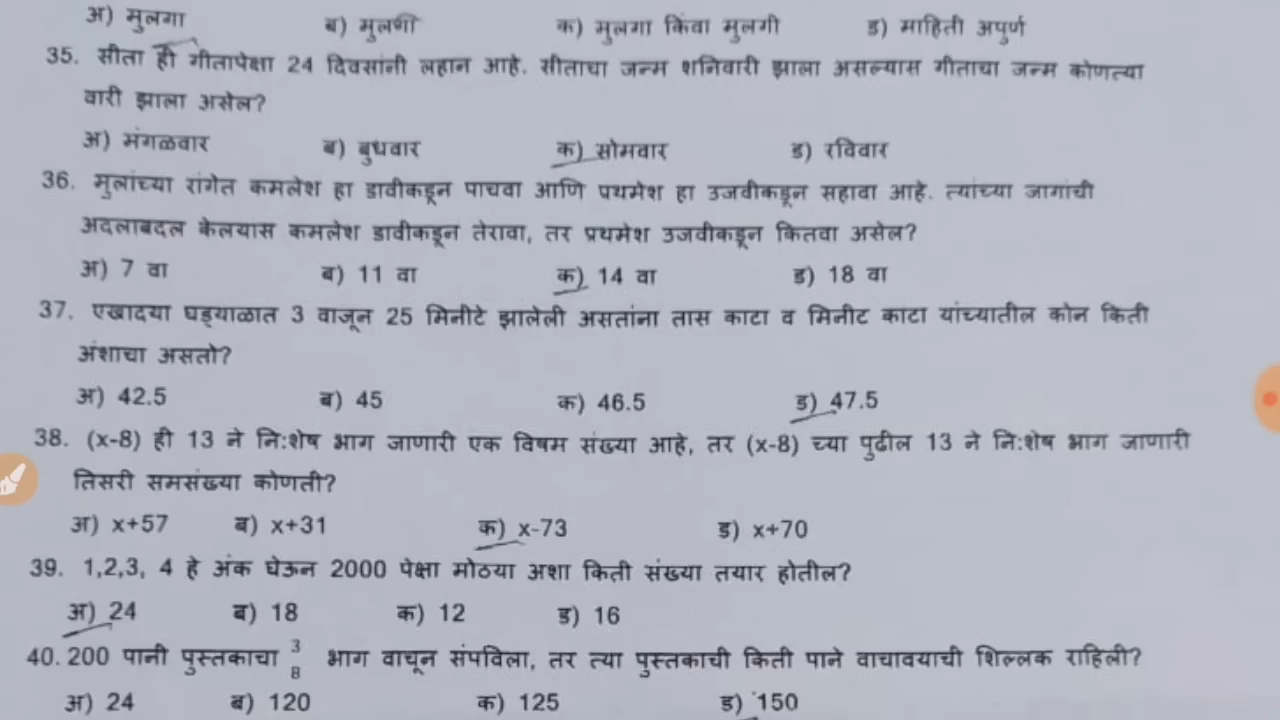 अ) मुलगा ब) मुलगी क) मुलगा किंवा मुलगी ड) माहिती अपुर्ण
35. सीता ही गीतापेक्षा 24 दिवसांनी लहान आहे. सीताचा जन्म शनिवारी झाला असल्यास गीताचा जन्म कोणत्या
वारी झाला असेल?
अ) मंगळवार ब) बुधवार क) सोमवार ड) रविवार
36. मुलांच्या रांगेत कमलेश हा डावीकडून पाचवा आणि प्रथमेश हा उजवीकडून सहावा आहे. त्यांच्या जागांची
अदलाबदल केलयास कमलेश डावीकडून तेरावा, तर प्रथमेश उजवीकडून कितवा असेल?
अ) 7 वा ब) 11 वा क) 14 वा ड) 18 वा
37. एखादया घड्याळात 3 वाजून 25 मिनीटे झालेली असतांना तास काटा व मिनीट कांटा यांच्यातील कोन किती
अंशाचा असतो?
अ) 42.5 ब) 45 क) 46.5 ड) 47.5
38. (x-8) ही 13 ने नि:शेष भाग जाणारी एक विषम संख्या आहे, तर (x-8) च्या पुढील 13 ने नि:शेष भाग जाणारी
तिसरी समसंख्या कोणती?
अ) x+57 ब) x+31 क) x-73 ड) x+70
39. 1,2,3, 4 हे अंक घेऊन 2000 पेक्षा मोठया अशा किती संख्या तयार होतील?
अ) 24 ब) 18 क) 12 ड) 16
40. 200 पानी पुस्तकाचा 3/8 भाग वाचून संपविला, तर त्या पुस्तकाची किती पाने वाचावयाची शिल्लक राहिली?
अ) 24 ब) 120 क) 125 ड) 150